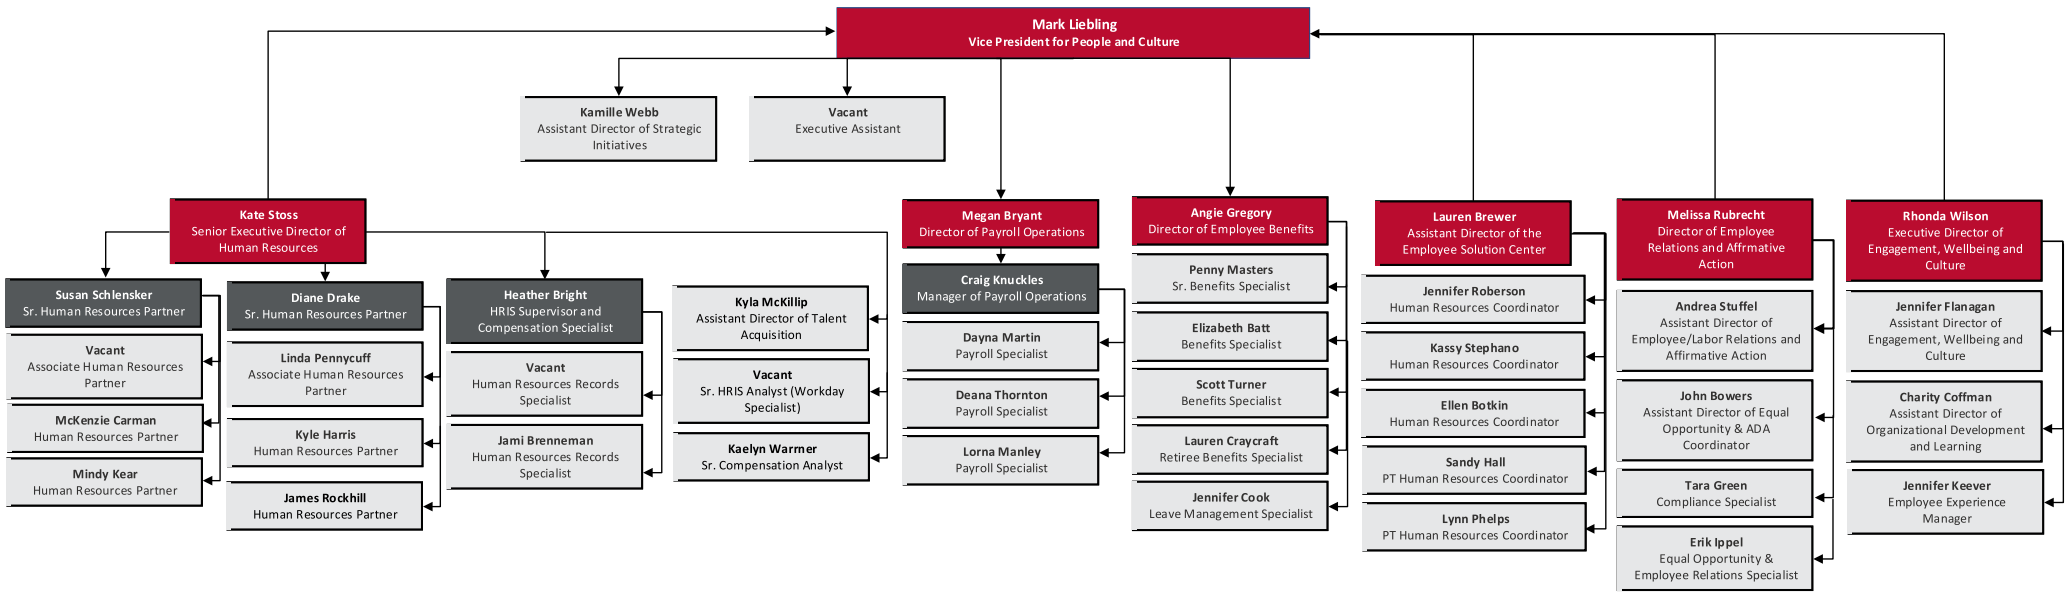 Mark Liebling
Vice President for People and Culture
Kamille Webb
Assistant Director of Strategic
Initiatives
Vacant
Executive Assistant
Kate Stoss
Senior Executive Director of
Human Resources
Susan Schlensker
Sr. Human Resources Partner
Vacant
Associate Human Resources
Partner
McKenzie Carman
Human Resources Partner
Mindy Kear
Human Resources Partner
Diane Drake
Sr. Human Resources Partner
Linda Pennycuff
Associate Human Resources
Partner
Kyle Harris
Human Resources Partner
James Rockhill
Human Resources Partner
Heather Bright
HRIS Supervisor and
Compensation Specialist
Vacant
Human Resources Records
Specialist
Jami Brenneman
Human Resources Records
Specialist
Kyla McKillip
Assistant Director of Talent
Acquisition
Vacant
Sr. HRIS Analyst (Workday
Specialist)
Kaelyn Warrner
Sr. Compensation Analyst
Megan Bryant
Director of Payroll Operations
Craig Knuckles
Manager of Payroll Operations
Dayna Martin
Payroll Specialist
Deana Thornton
Payroll Specialist
Lorna Manley
Payroll Specialist
Angie Gregory
Director of Employee Benefits
Penny Masters
Sr. Benefits Specialist
Elizabeth Batt
Benefits Specialist
Scott Turner
Benefits Specialist
Lauren Craycraft
Retiree Benefits Specialist
Jennifer Cook
Leave Management Specialist
Lauren Brewer
Assistant Director of the
Employee Solution Center
Jennifer Roberson
Human Resources Coordinator
Kassy Stephano
Human Resources Coordinator
Ellen Botkin
Human Resources Coordinator
Sandy Hall
PT Human Resources Coordinator
Lynn Phelps
PT Human Resources Coordinator
Melissa Rubrecht
Director of Employee
Relations and Affrmative
Action
Andrea Stuffel
Assistant Director of
Employee/Labor Relations and
Affirmative Action
John Bowers
Assistant Director of Equal
Opportunity & ADA
Coordinator
Tara Green
Compliance Specialist
Erik Ippel
Equal Opportunity &
Employee Relations Specialist
Rhonda Wilson
Executive Director of
Engagement, Wellbeing and
Culture
Jennifer Flanagan
Assistant Director of
Engagement, Wellbeing and
Culture
Charity Coffman
Assistant Director of
Organizational Development
and Learning
Jennifer Keever
Employee Experience
Manager